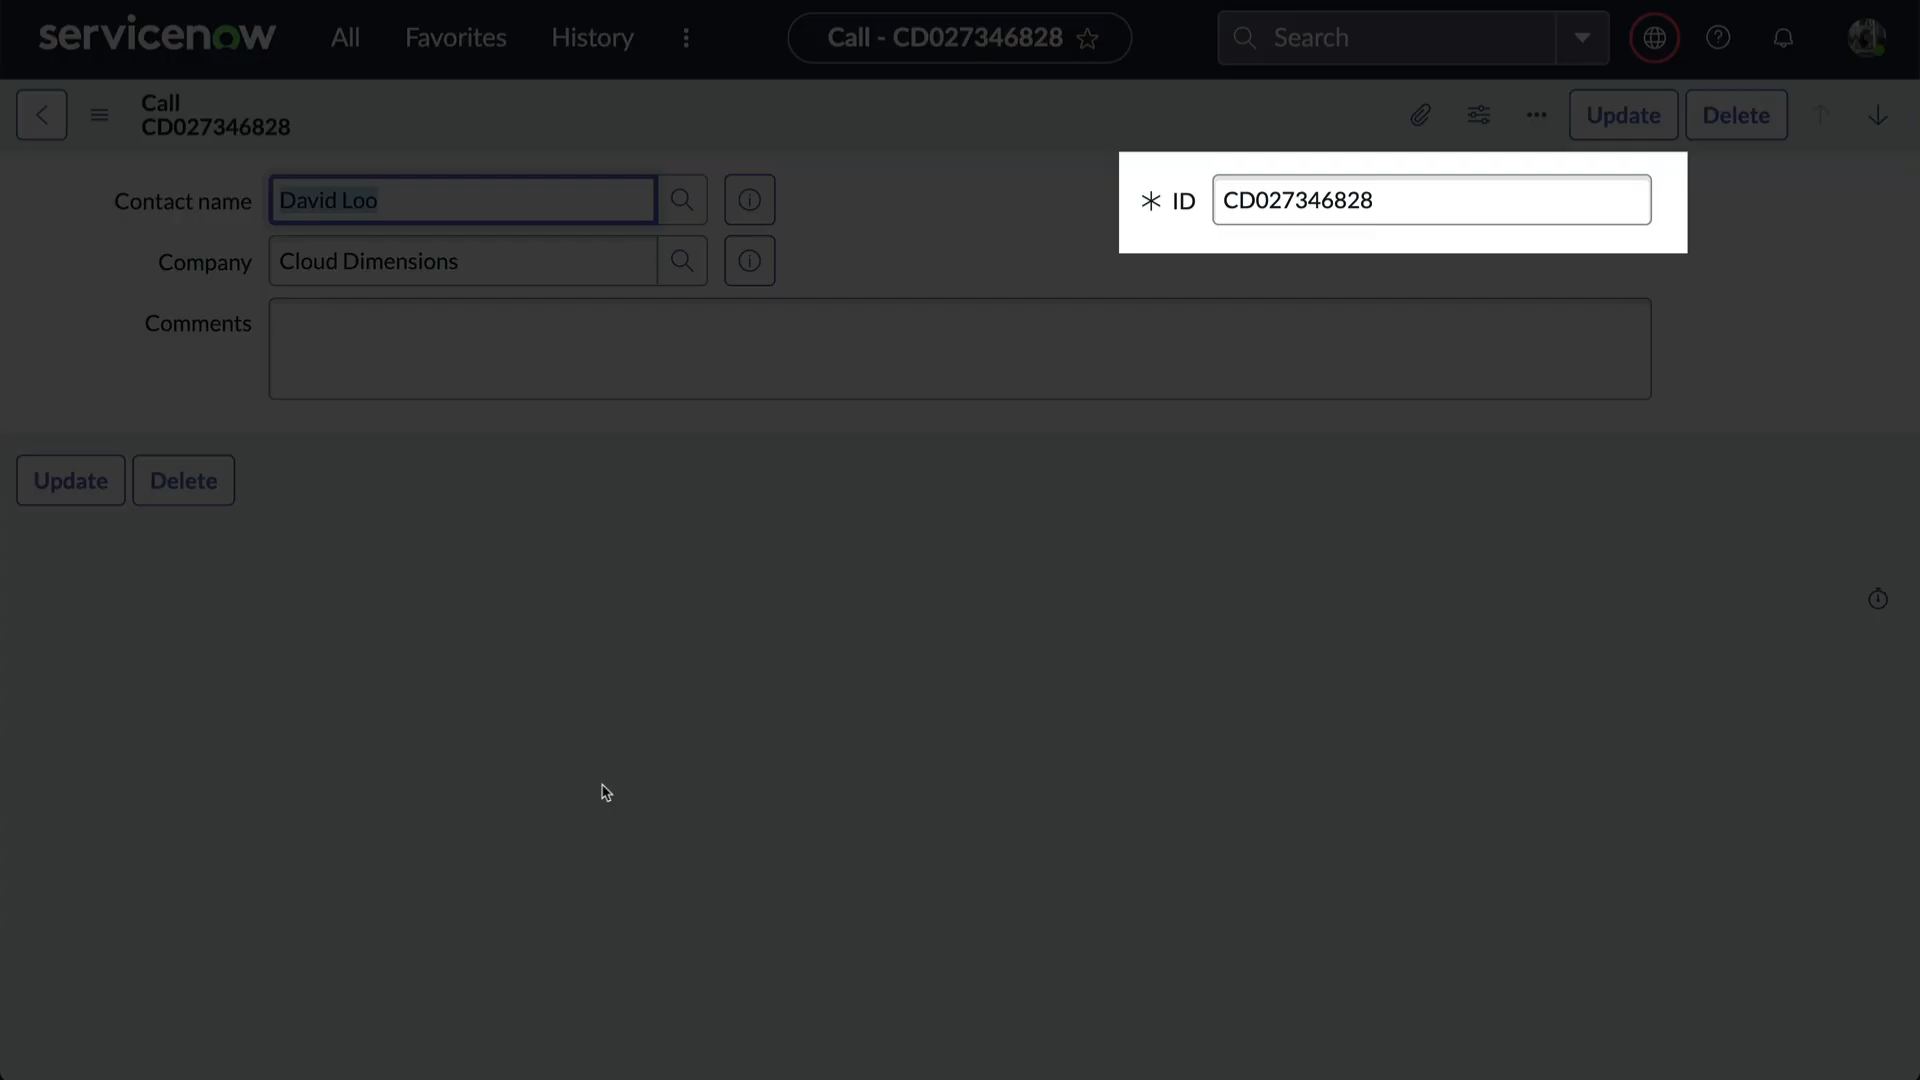 servicenow All Favorites History Call - CD027346828 Search
Call
CD027346828
Update Delete
Contact name David Loo
* ID CD027346828
Company Cloud Dimensions
Comments
Update Delete